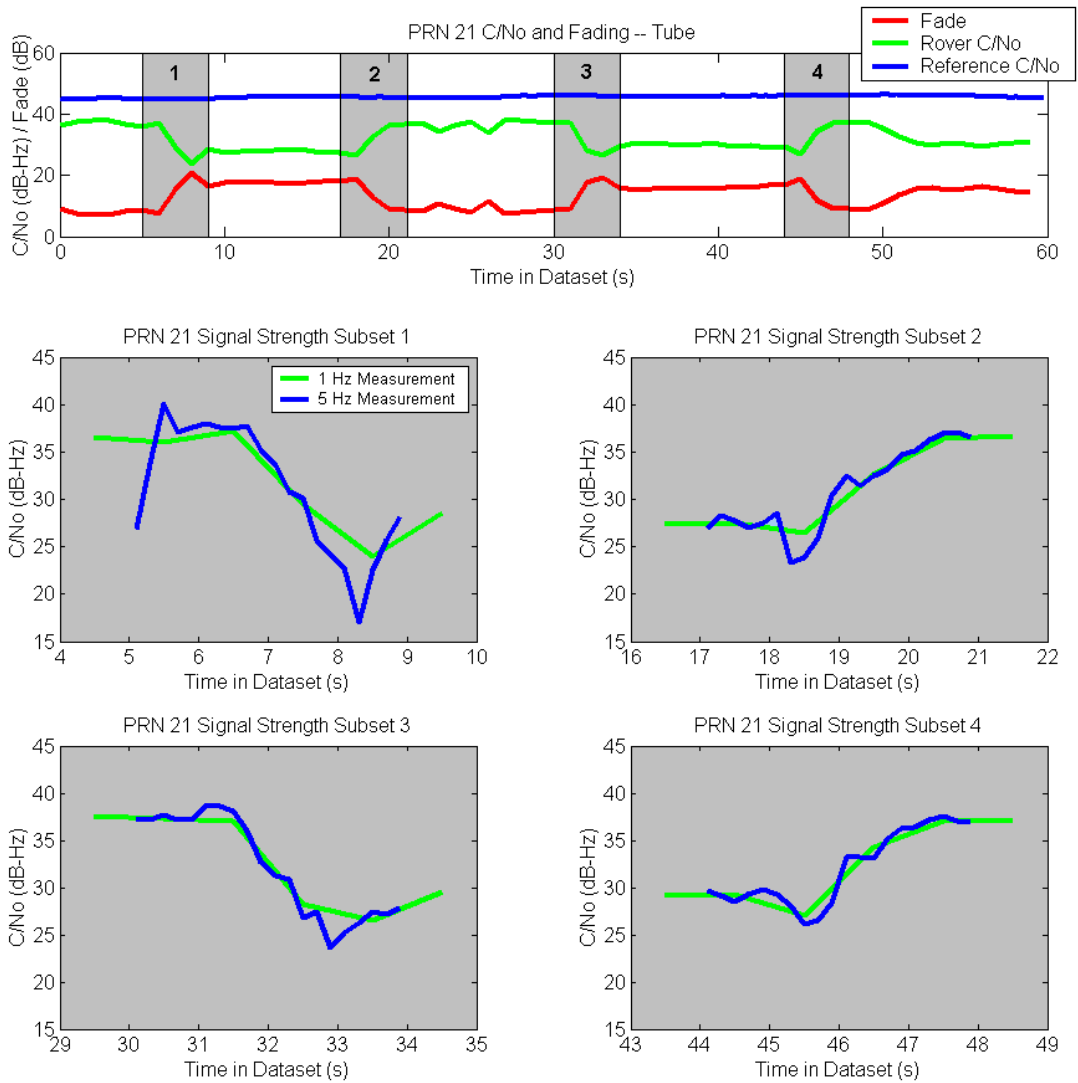 PRN 21 C/No and Fading -- Tube
Fade
Rover C/No
Reference C/No
C/No (dB-Hz) / Fade (dB)
60
40
20
0
1
2
3
4
0 10 20 30 40 50 60
Time in Dataset (s)
PRN 21 Signal Strength Subset 1
1 Hz Measurement
5 Hz Measurement
C/No (dB-Hz)
45
40
35
30
25
20
15
4 5 6 7 8 9 10
Time in Dataset (s)
PRN 21 Signal Strength Subset 2
C/No (dB-Hz)
45
40
35
30
25
20
15
16 17 18 19 20 21 22
Time in Dataset (s)
PRN 21 Signal Strength Subset 3
C/No (dB-Hz)
45
40
35
30
25
20
15
29 30 31 32 33 34 35
Time in Dataset (s)
PRN 21 Signal Strength Subset 4
C/No (dB-Hz)
45
40
35
30
25
20
15
43 44 45 46 47 48 49
Time in Dataset (s)